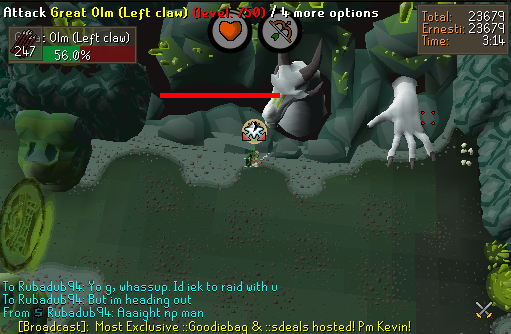 Attack Great Olm (Left claw) (level, 750) / 4 more options
: Olm (Left claw)
247
56.0%
Total: 23679
Ernesti: 23679
Time: 3:14
To Rubadub94: Yo g, whassup. Id iek to raid with u
To Rubadub94: But im heading out
From S Rubadub94: Aaaight np man
[Broadcast]: Most Exclusive ::Goodiebag & ::sdeals hosted! Pm Kevin!